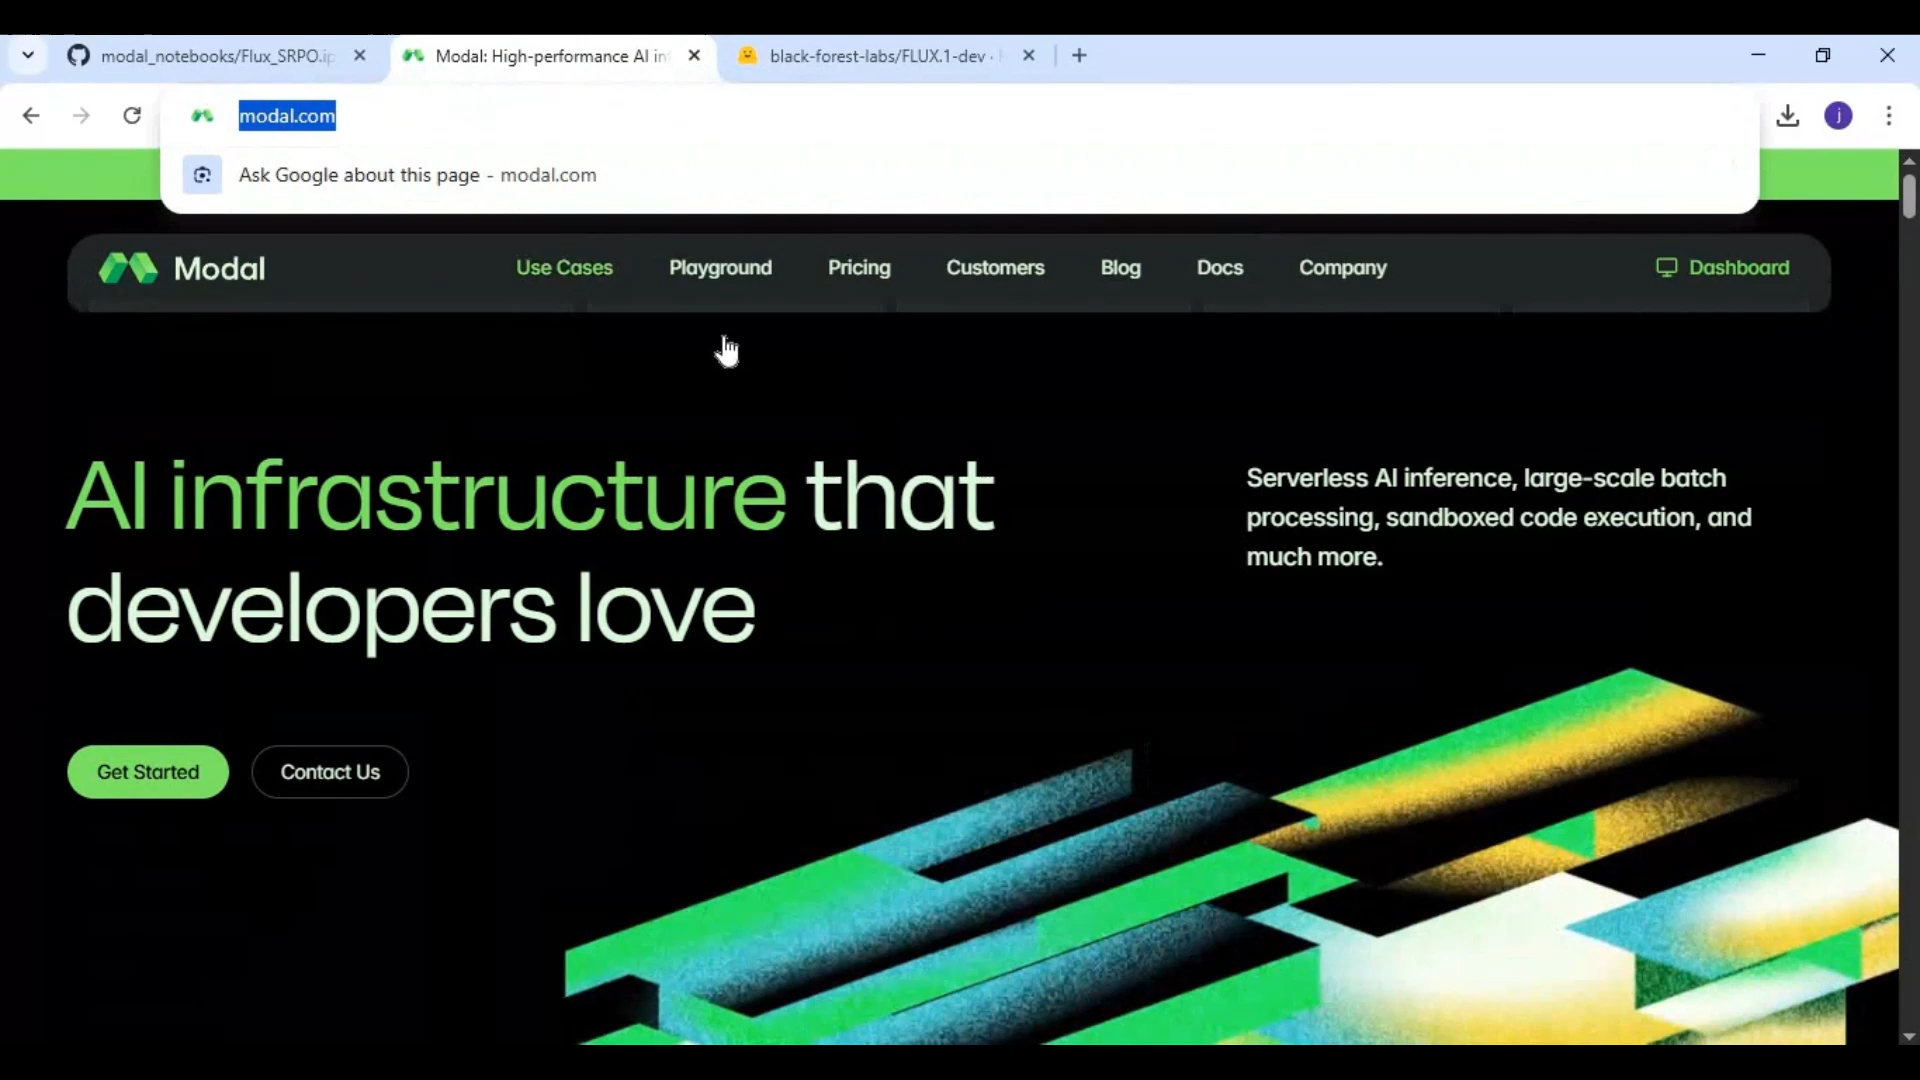 modal_notebooks/Flux_SRPO.ip
Modal: High-performance AI in
black-forest-labs/FLUX.1-dev ·
modal.com
j
Ask Google about this page - modal.com
Modal
Use Cases
Playground
Pricing
Customers
Blog
Docs
Company
Dashboard
AI infrastructure that
developers love
Serverless AI inference, large-scale batch
processing, sandboxed code execution, and
much more.
Get Started
Contact Us